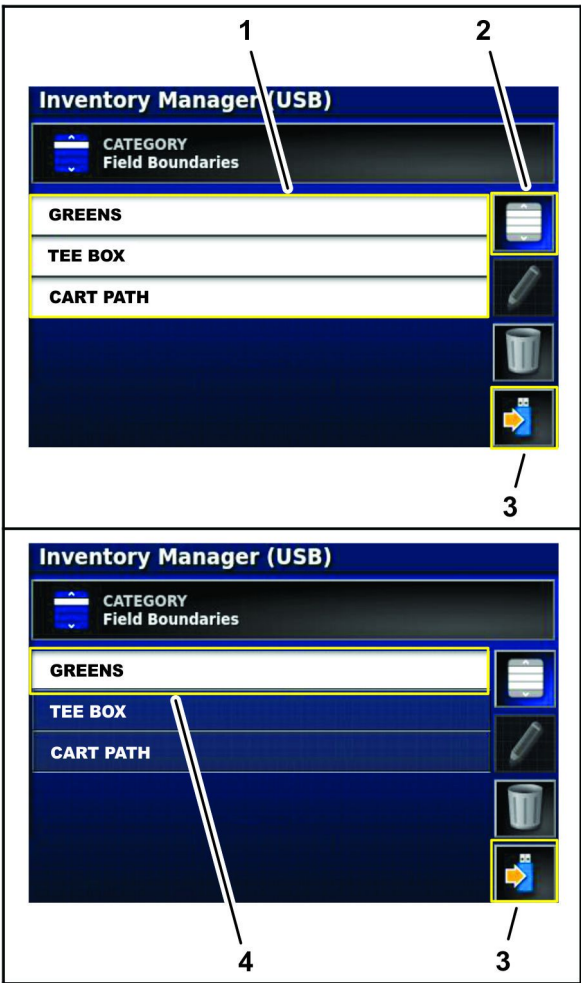 1
2
Inventory Manager (USB)
CATEGORY
Field Boundaries
GREENS
TEE BOX
CART PATH
3
Inventory Manager (USB)
CATEGORY
Field Boundaries
GREENS
TEE BOX
CART PATH
4
3